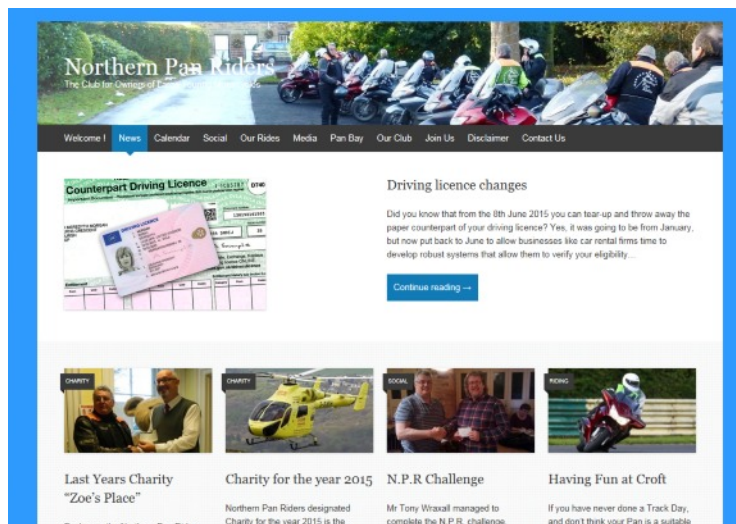 Northern Pan Riders
The Club for Owners of
Welcome ! News Calendar Social Our Rides Media Pan Bay Our Club Join Us Disclaimer Contact Us
Counterpart Driving Licence
D740
DRIVING LICENCE
Driving licence changes
Did you know that from the 8th June 2015 you can tear-up and throw away the
paper counterpart of your driving licence? Yes, it was going to be from January,
but now put back to June to allow businesses like car rental firms time to
develop robust systems that allow them to verify your eligibility…
Continue reading →
CHARITY
CHARITY
SOCIAL
RIDING
Last Years Charity
“Zoe's Place”
Charity for the year 2015
Northern Pan Riders designated
Charity for the year 2015 is the
N.P.R Challenge
Mr Tony Wraxall managed to
complete the N.P.R. challenge
Having Fun at Croft
If you have never done a Track Day,
and don't think your Pan is a suitable